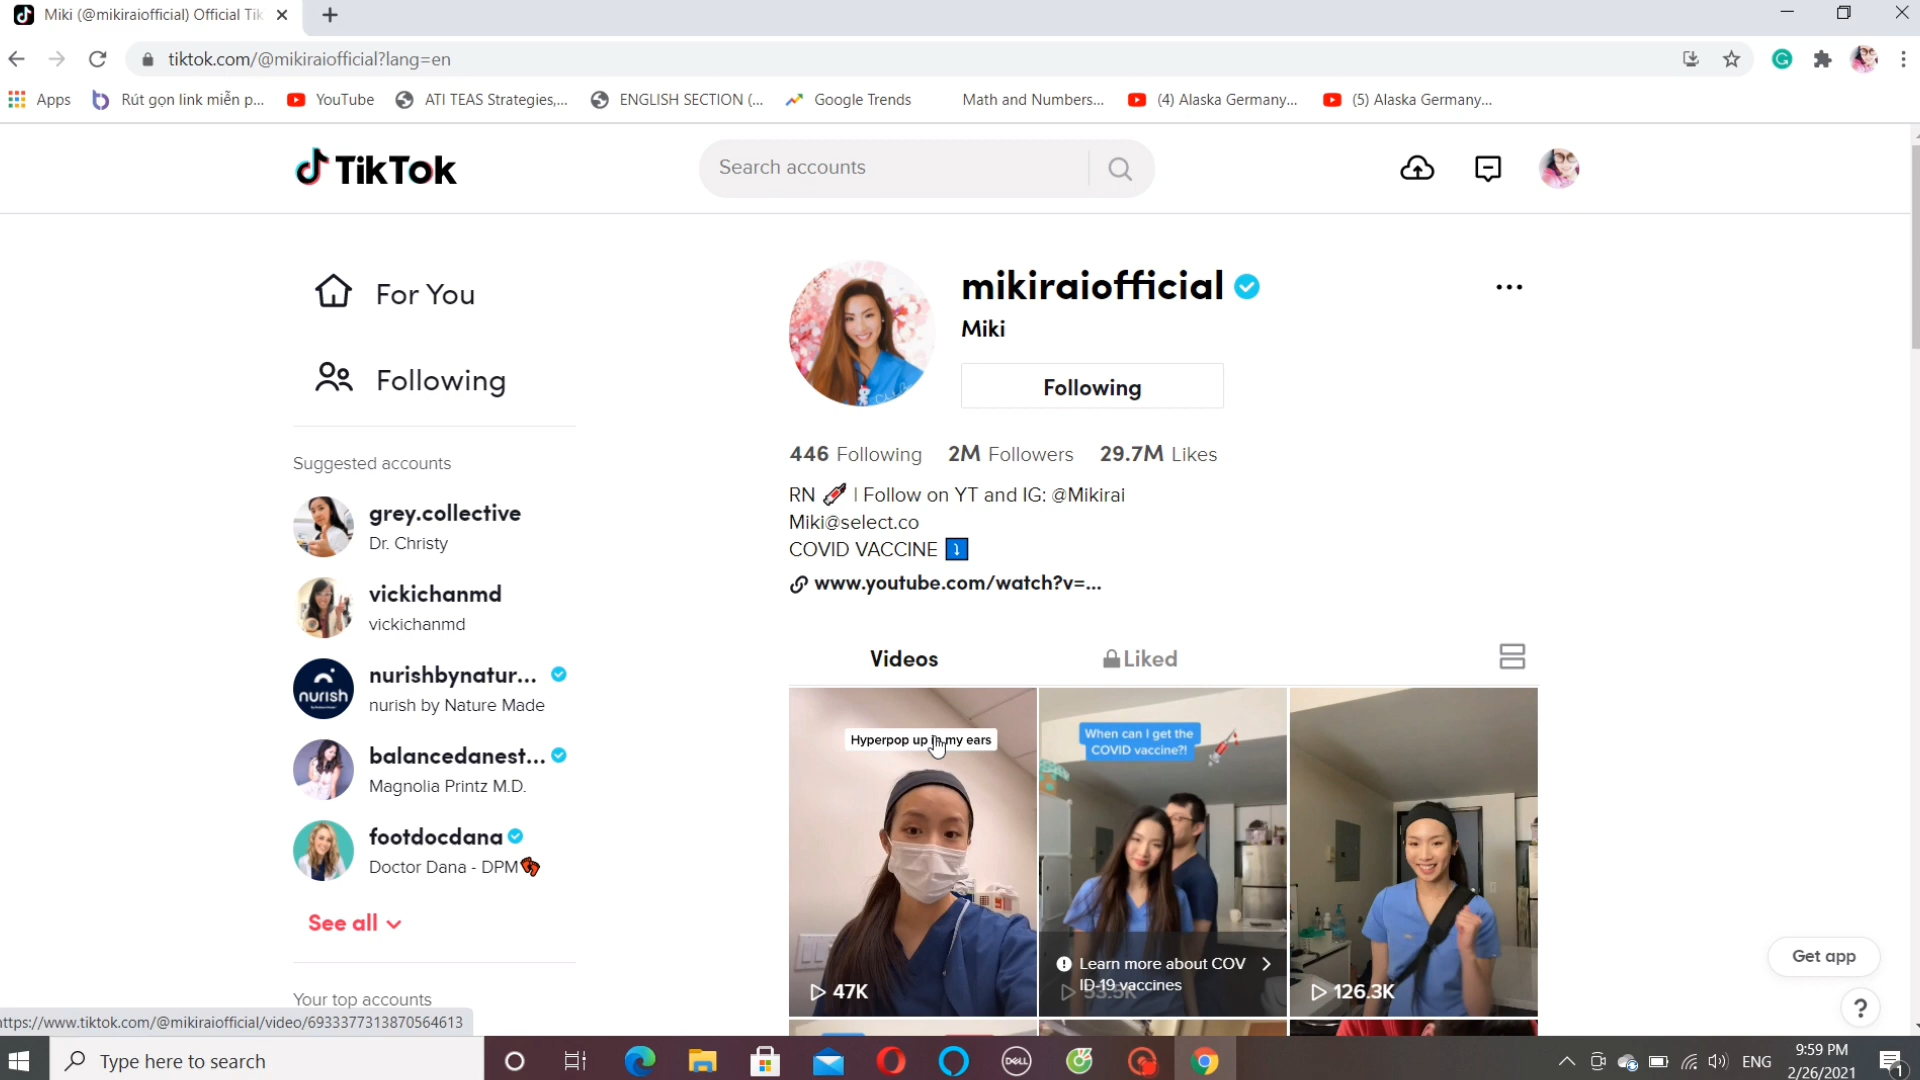 Miki (@mikiraiofficial) Official Tik
tiktok.com/@mikiraiofficial?lang=en
Apps
Rút gọn link miễn p...
YouTube
ATI TEAS Strategies,...
ENGLISH SECTION (...
Google Trends
Math and Numbers...
(4) Alaska Germany...
(5) Alaska Germany...
TikTok
Search accounts
For You
Following
Suggested accounts
grey.collective
Dr. Christy
vickichanmd
vickichanmd
nurish
nurishbynatur...
nurish by Nature Made
balancedanest...
Magnolia Printz M.D.
footdocdana
Doctor Dana - DPM
See all
Your top accounts
mikiraiofficial
Miki
Following
446 Following 2M Followers 29.7M Likes
RN | Follow on YT and IG: @Mikirai
Miki@select.co
COVID VACCINE
www.youtube.com/watch?v=...
Videos
Liked
Hyperpop up in my ears
47K
When can I get the
COVID vaccine?!
Learn more about COV
ID-19 vaccines
126.3K
Get app
?
ttps://www.tiktok.com/@mikiraiofficial/video/6933377313870564613
Type here to search
DELL
ENG
9:59 PM
2/26/2021
1